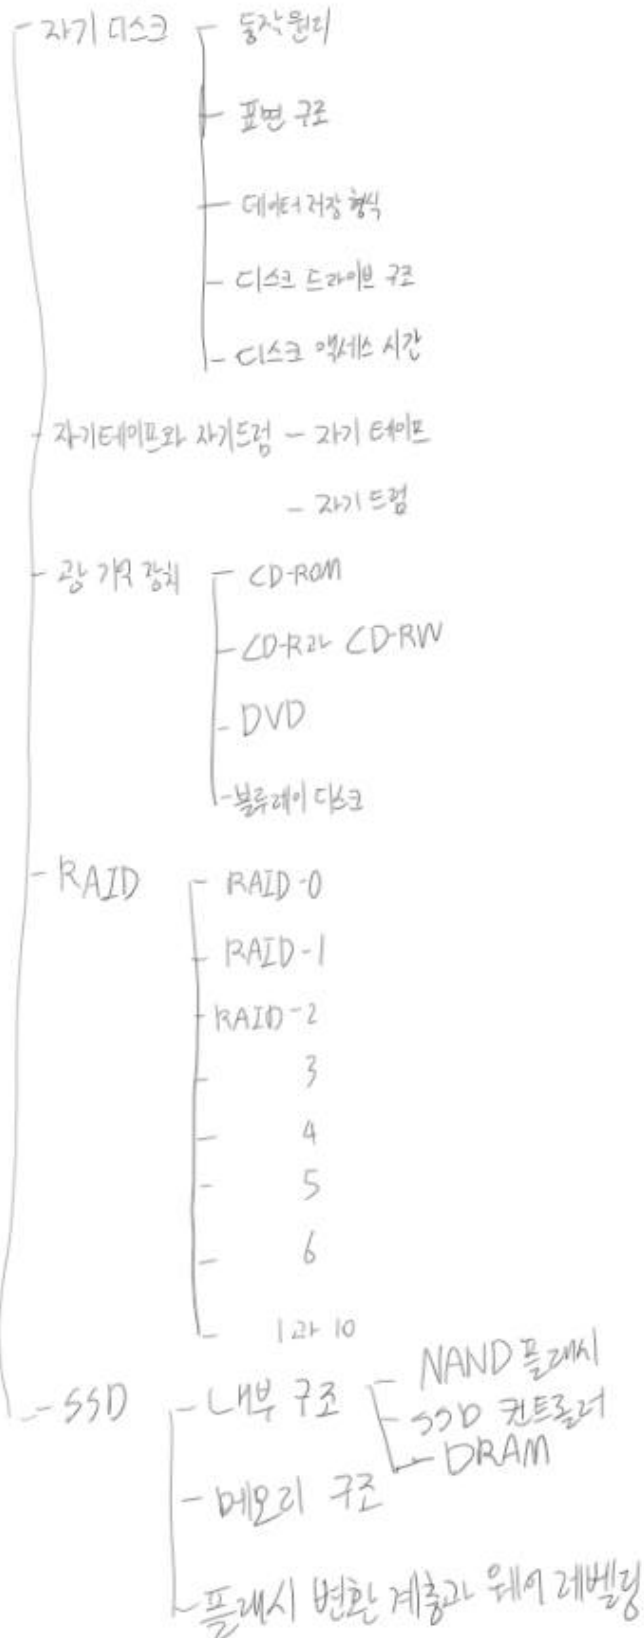 자기 디스크
동작 원리
표면 구조
데이터 저장 형식
디스크 드라이브 구조
디스크 액세스 시간
자기테이프와 자기드럼 - 자기 테이프
- 자기 드럼
광 기억 장치
CD-ROM
CD-R과 CD-RW
DVD
블루레이 디스크
RAID
RAID-0
RAID-1
RAID-2
3
4
5
6
1과 10
SSD
내부 구조
NAND 플래시
SSD 컨트롤러
DRAM
메모리 구조
플래시 변환 계층과 웨어 레벨링